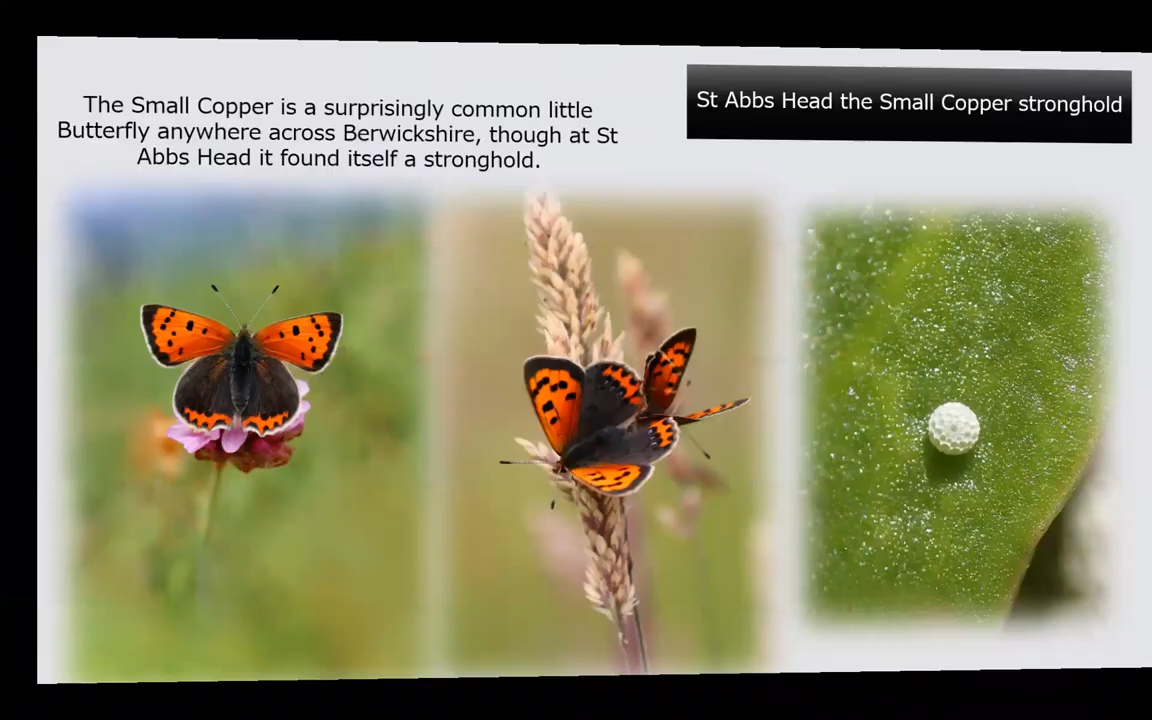 The Small Copper is a surprisingly common little
Butterfly anywhere across Berwickshire, though at St
Abbs Head it found itself a stronghold.
St Abbs Head the Small Copper stronghold